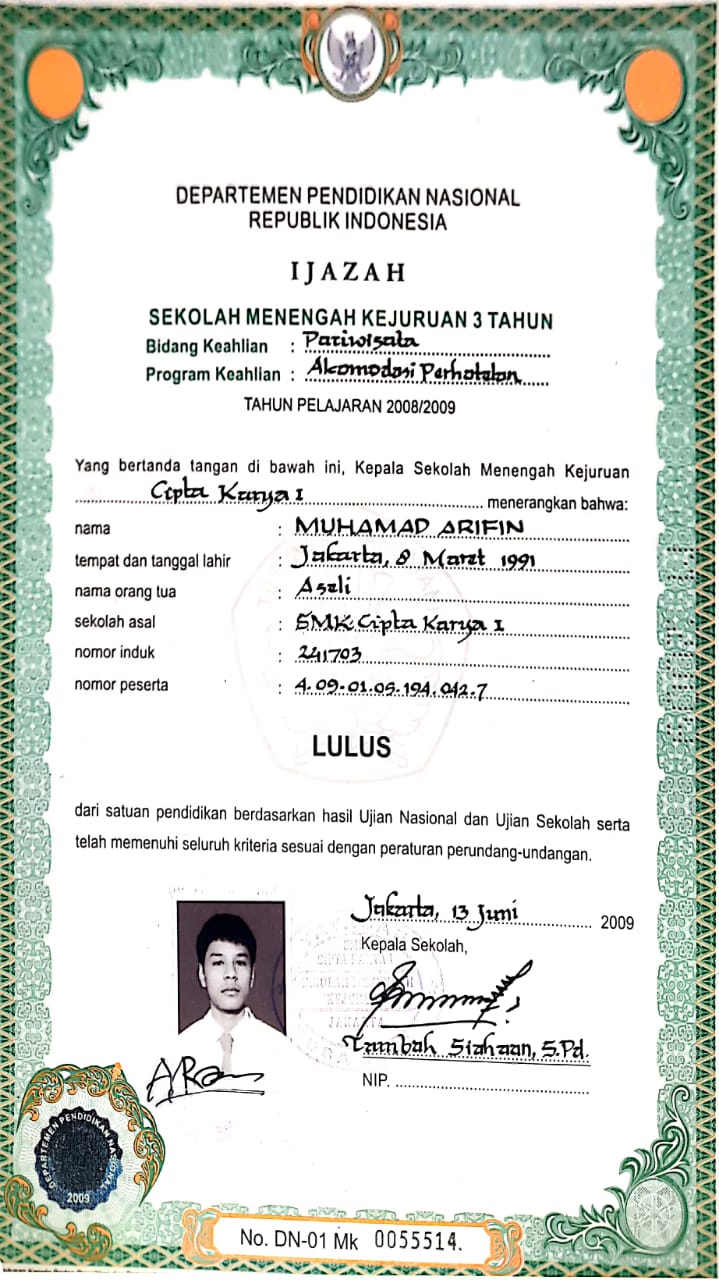 DEPARTEMEN PENDIDIKAN NASIONAL
REPUBLIK INDONESIA
IJAZAH
SEKOLAH MENENGAH KEJURUAN 3 TAHUN
Bidang Keahlian : Pariwisata
Program Keahlian : Akomodasi Perhotelan
TAHUN PELAJARAN 2008/2009
Yang bertanda tangan di bawah ini, Kepala Sekolah Menengah Kejuruan
Cipta Karya I menerangkan bahwa:
nama : MUHAMAD ARIFIN
tempat dan tanggal lahir : Jakarta, 8 Maret 1991
nama orang tua : Aseli
sekolah asal : SMK Cipta Karya I
nomor induk : 241703
nomor peserta : 4.09-01.05.194.042.7
LULUS
dari satuan pendidikan berdasarkan hasil Ujian Nasional dan Ujian Sekolah serta
telah memenuhi seluruh kriteria sesuai dengan peraturan perundang-undangan.
Jakarta, 13 Juni 2009
Kepala Sekolah,
JAKARTA
Tambah Siahaan, S.Pd.
NIP.
DEPARTEMEN PENDIDIKAN NASIONAL
2009
No. DN-01 Mk 0055514.